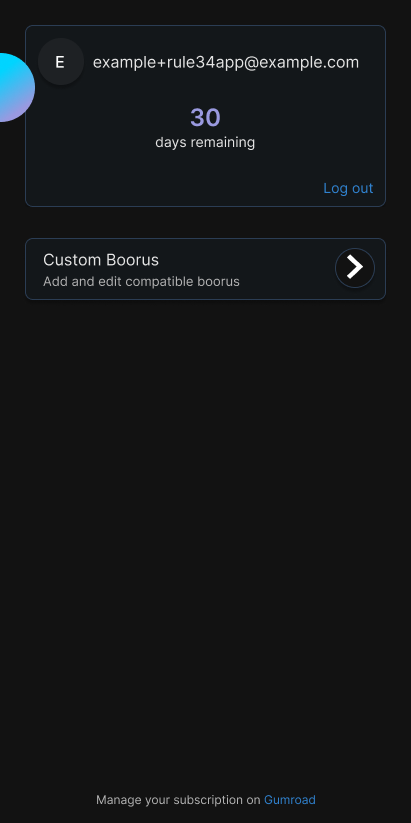 E
example+rule34app@example.com
30
days remaining
Log out
Custom Boorus
Add and edit compatible boorus
Manage your subscription on Gumroad